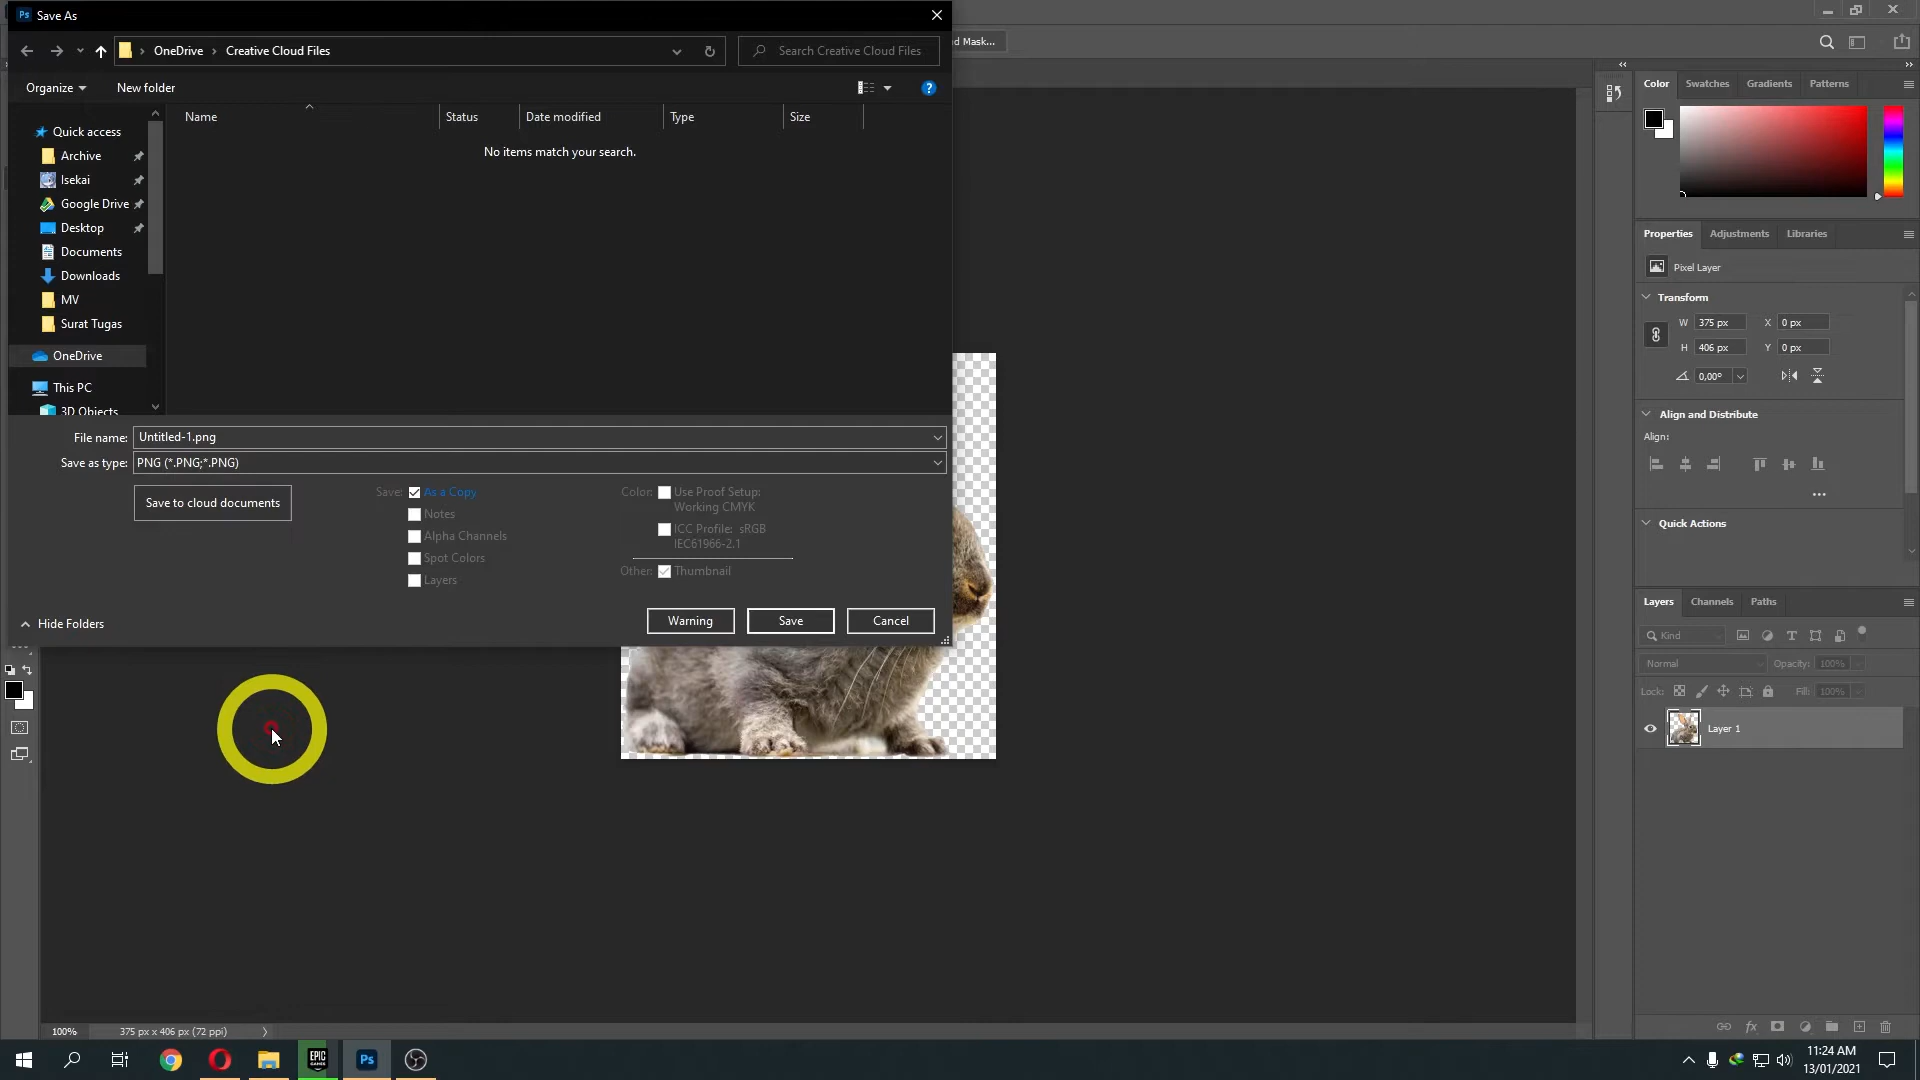 Ps Save As
OneDrive Creative Cloud Files Search Creative Cloud Files
d Mask...
Organize New folder
Name Status Date modified Type Size
No items match your search.
Quick access
Archive
Isekai
Google Drive
Desktop
Documents
Downloads
MV
Surat Tugas
OneDrive
This PC
3D Objects
File name: Untitled-1.png
Save as type: PNG (*.PNG;*.PNG)
Save to cloud documents
Save: As a Copy
Notes
Alpha Channels
Spot Colors
Layers
Color: Use Proof Setup:
Working CMYK
ICC Profile: sRGB
IEC61966-2.1
Other: Thumbnail
Hide Folders
Warning Save Cancel
Color Swatches Gradients Patterns
Properties Adjustments Libraries
Pixel Layer
Transform
W 375 px X 0 px
H 406 px Y 0 px
0,00°
Align and Distribute
Align:
Quick Actions
Layers Channels Paths
Kind
Normal Opacity: 100%
Lock: Fill: 100%
Layer 1
100% 375 px x 406 px (72 ppi)
EPIC
GAMES
Ps
11:24 AM
13/01/2021